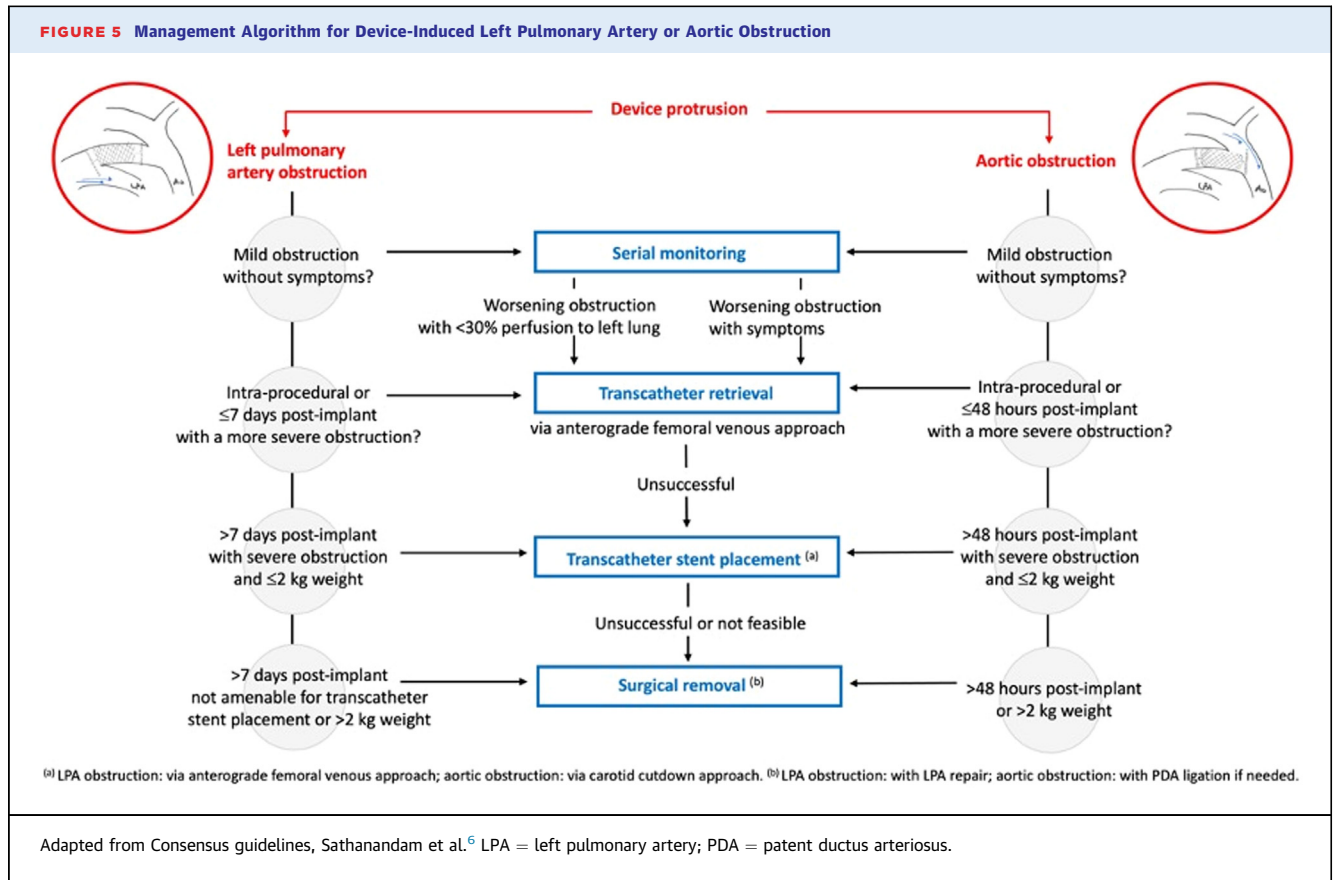 FIGURE 5 Management Algorithm for Device-Induced Left Pulmonary Artery or Aortic Obstruction
Device protrusion
Left pulmonary
artery obstruction
LPA
Ao
Aortic obstruction
LPA
Ao
Mild obstruction
without symptoms?
Serial monitoring
Mild obstruction
without symptoms?
Worsening obstruction
with <30% perfusion to left lung
Worsening obstruction
with symptoms
Intra-procedural or
≤7 days post-implant
with a more severe obstruction?
Transcatheter retrieval
via anterograde femoral venous approach
Intra-procedural or
≤48 hours post-implant
with a more severe obstruction?
Unsuccessful
>7 days post-implant
with severe obstruction
and ≤2 kg weight
Transcatheter stent placement (a)
>48 hours post-implant
with severe obstruction
and ≤2 kg weight
Unsuccessful or not feasible
>7 days post-implant
not amenable for transcatheter
stent placement or >2 kg weight
Surgical removal (b)
>48 hours post-implant
or >2 kg weight
(a) LPA obstruction: via anterograde femoral venous approach; aortic obstruction: via carotid cutdown approach. (b) LPA obstruction: with LPA repair; aortic obstruction: with PDA ligation if needed.
Adapted from Consensus guidelines, Sathanandam et al.6 LPA = left pulmonary artery; PDA = patent ductus arteriosus.